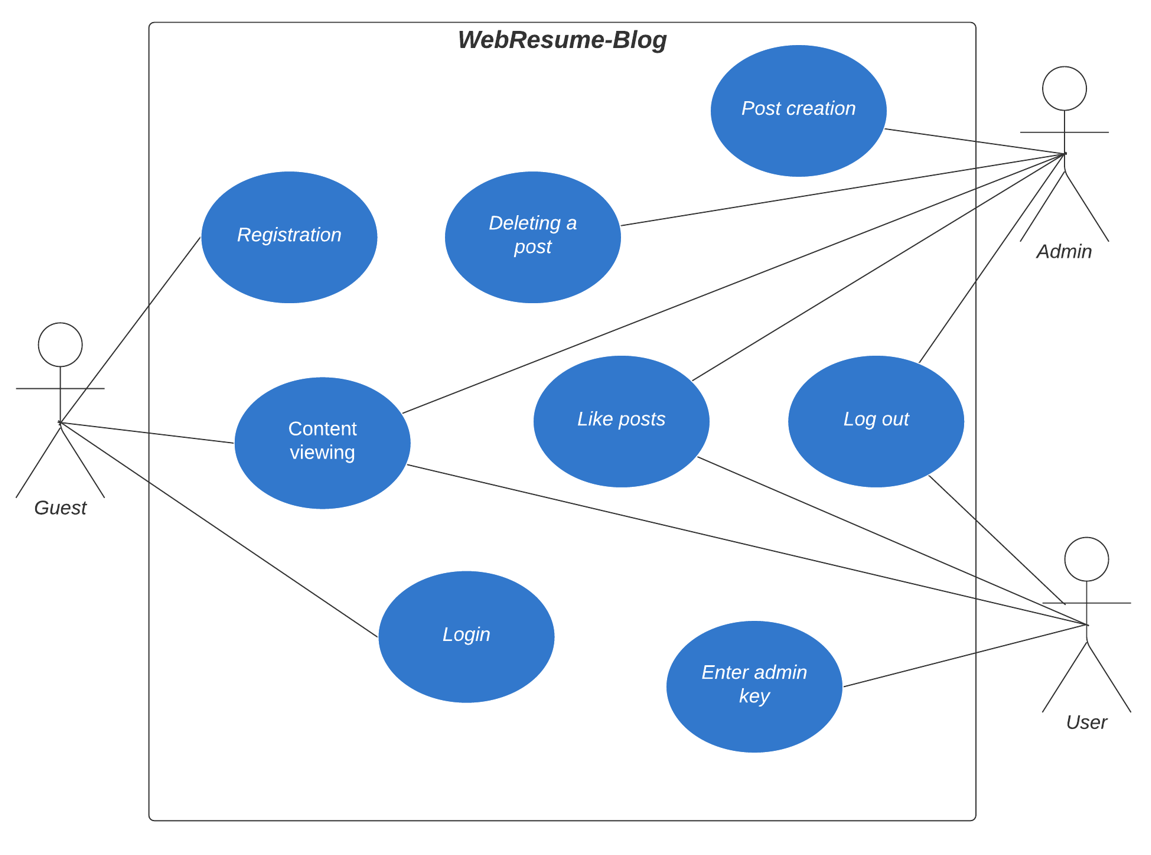 WebResume-Blog
Post creation
Registration
Deleting a
post
Admin
Content
viewing
Like posts
Log out
Guest
Login
Enter admin
key
User